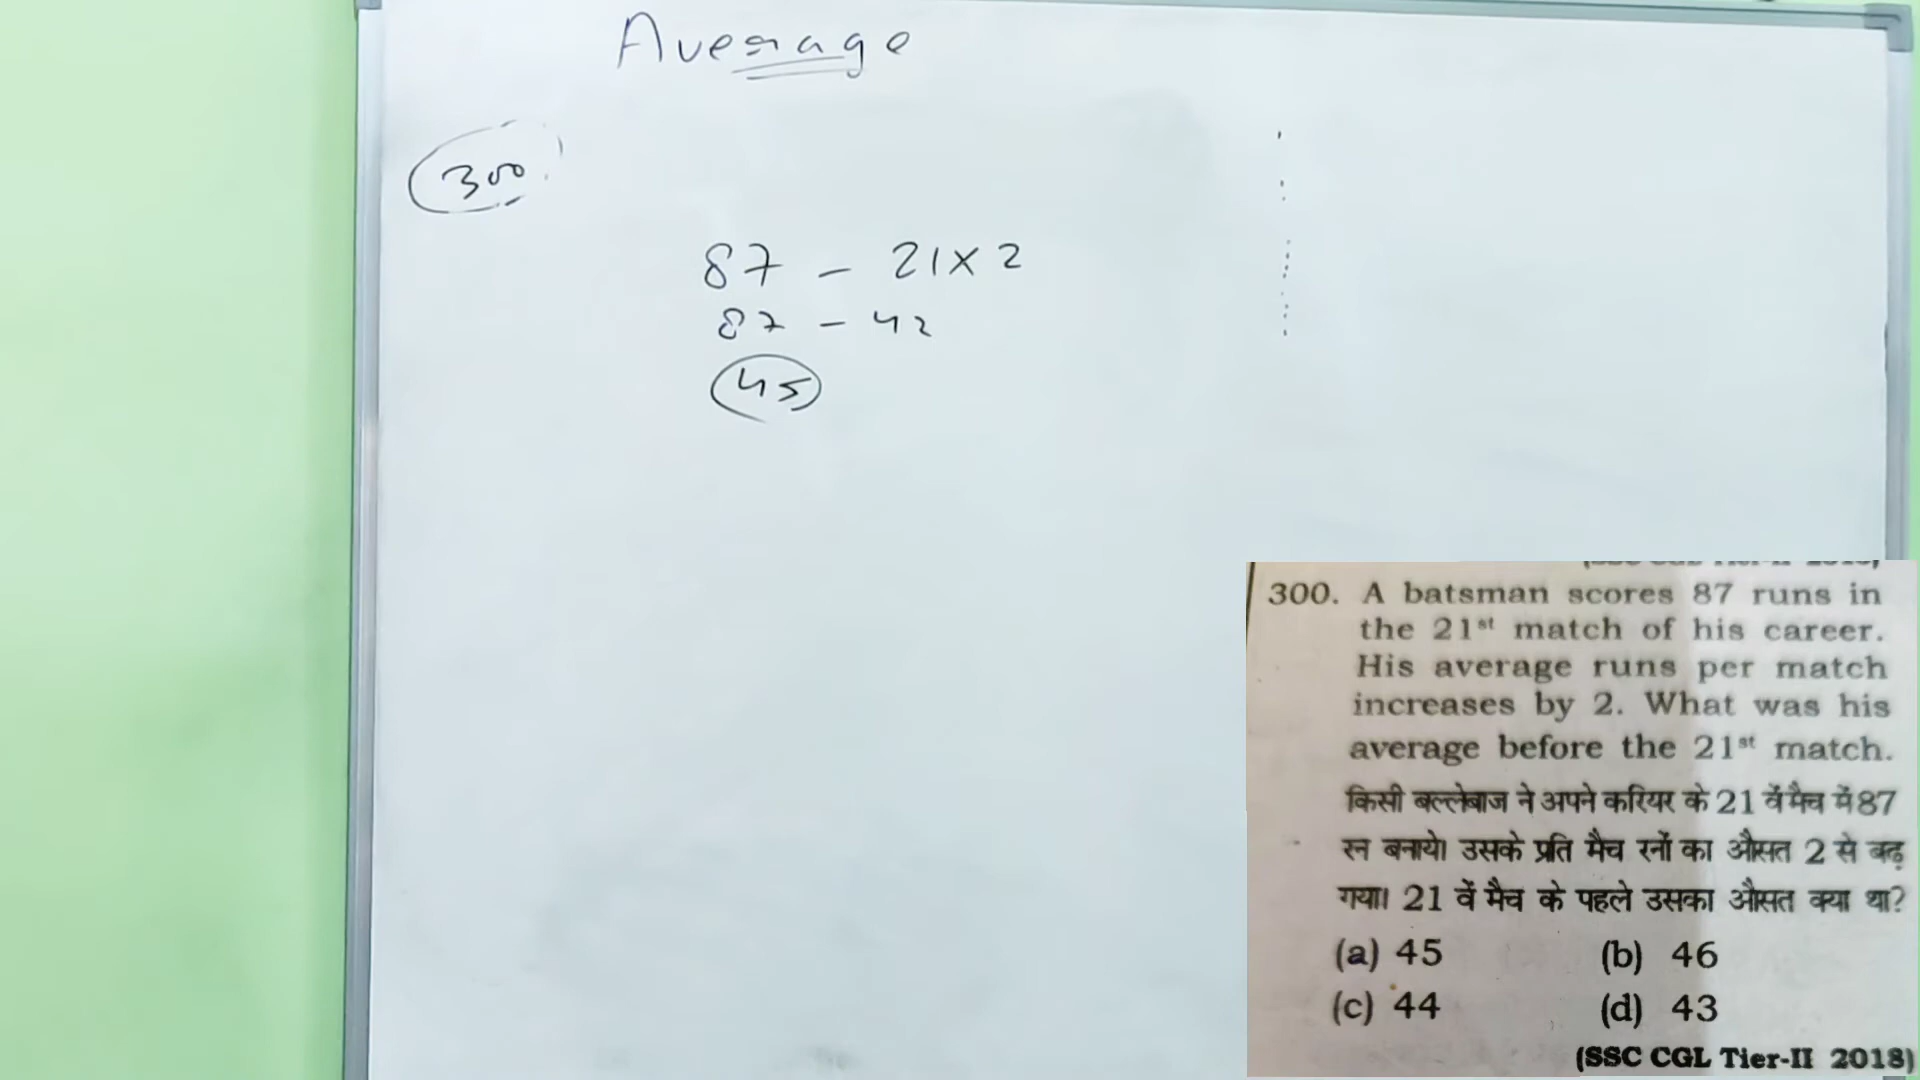 Average
300
87 - 21 x 2
87 - 42
45
300. A batsman scores 87 runs in
the 21st match of his career.
His average runs per match
increases by 2. What was his
average before the 21st match.
किसी बल्लेबाज ने अपने करियर के 21 वें मैच में 87
रन बनाये। उसके प्रति मैच रनों का औसत 2 से बढ़
गया। 21 वें मैच के पहले उसका औसत क्या था?
(a) 45 (b) 46
(c) 44 (d) 43
(SSC CGL Tier-II 2018)